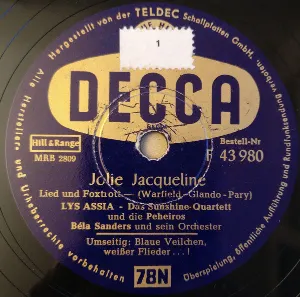 Hergestellt von der TELDEC Schallplatten GmbH.
1
DECCA
Hill & Range
MRB 2809
Bestell-Nr
F 43 980
Jolie Jacqueline
Lied und Foxtrott — (Warfield-Glando-Pary)
LYS ASSIA - Das Sunshine-Quartett
und die Peheiros
Béla Sanders und sein Orchester
Umseitig: Blaue Veilchen,
weißer Flieder . . !
78N
Alle Hersteller- und Urheberrechte vorbehalten
Überspielung, öffentliche Aufführung und Rundfunksendung verboten.